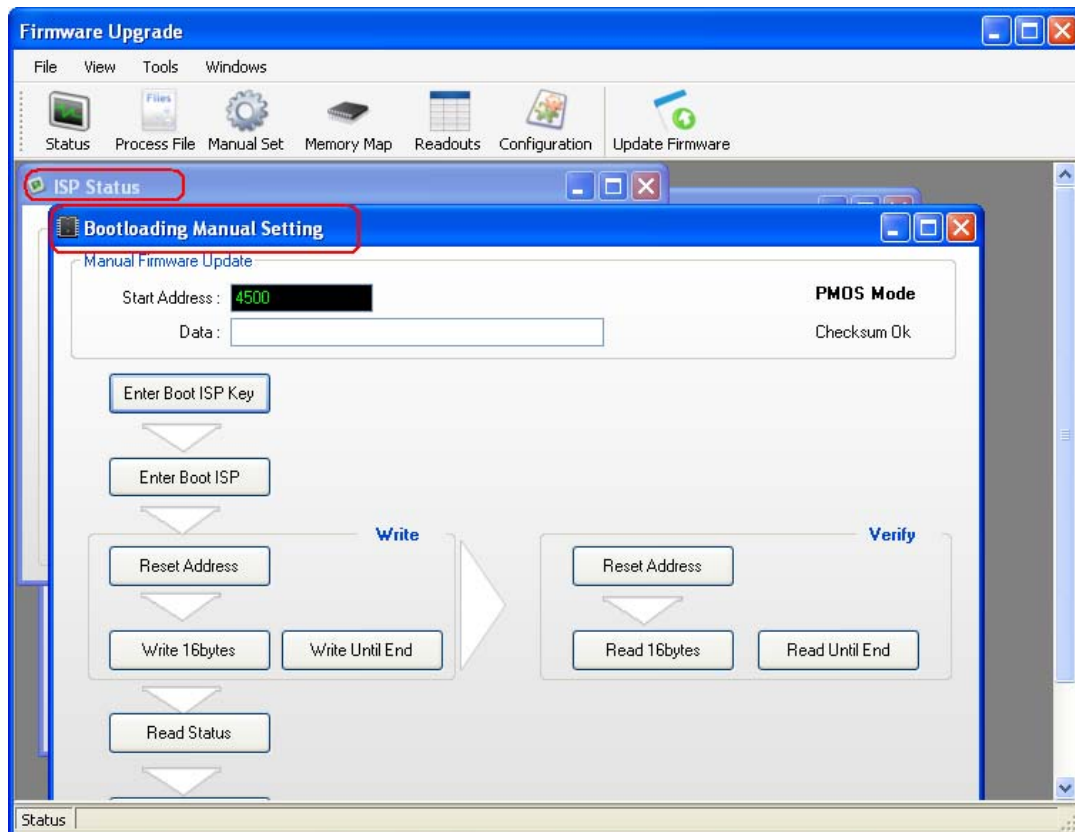 Firmware Upgrade
File View Tools Windows
Files
Status Process File Manual Set Memory Map Readouts Configuration Update Firmware
ISP Status
Bootloading Manual Setting
Manual Firmware Update
Start Address : 4500 PMOS Mode
Data : Checksum Ok
Enter Boot ISP Key
Enter Boot ISP
Write Verify
Reset Address Reset Address
Write 16bytes Write Until End Read 16bytes Read Until End
Read Status
Status